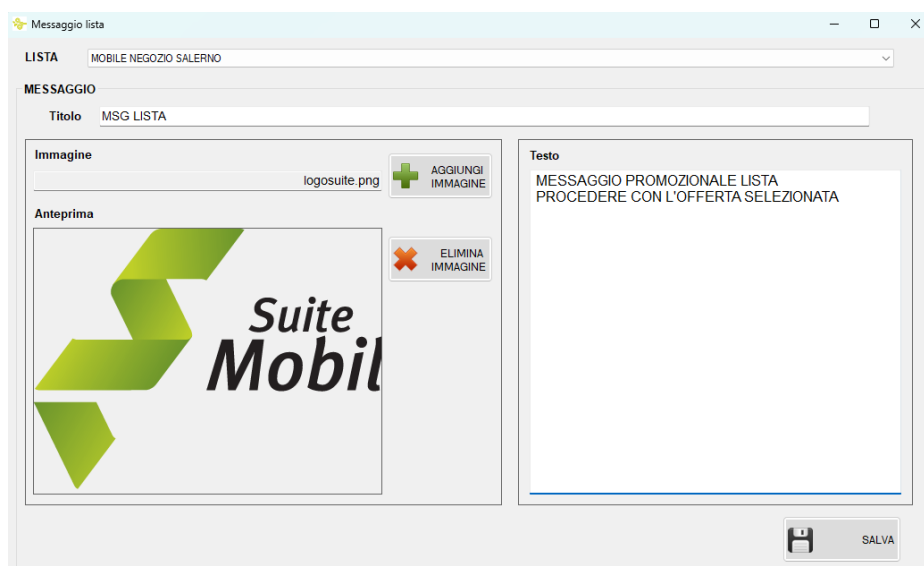 Messaggio lista
LISTA
MOBILE NEGOZIO SALERNO
MESSAGGIO
Titolo
MSG LISTA
Immagine
logosuite.png
AGGIUNGI
IMMAGINE
Anteprima
ELIMINA
IMMAGINE
Suite
Mobil
Testo
MESSAGGIO PROMOZIONALE LISTA
PROCEDERE CON L'OFFERTA SELEZIONATA
SALVA